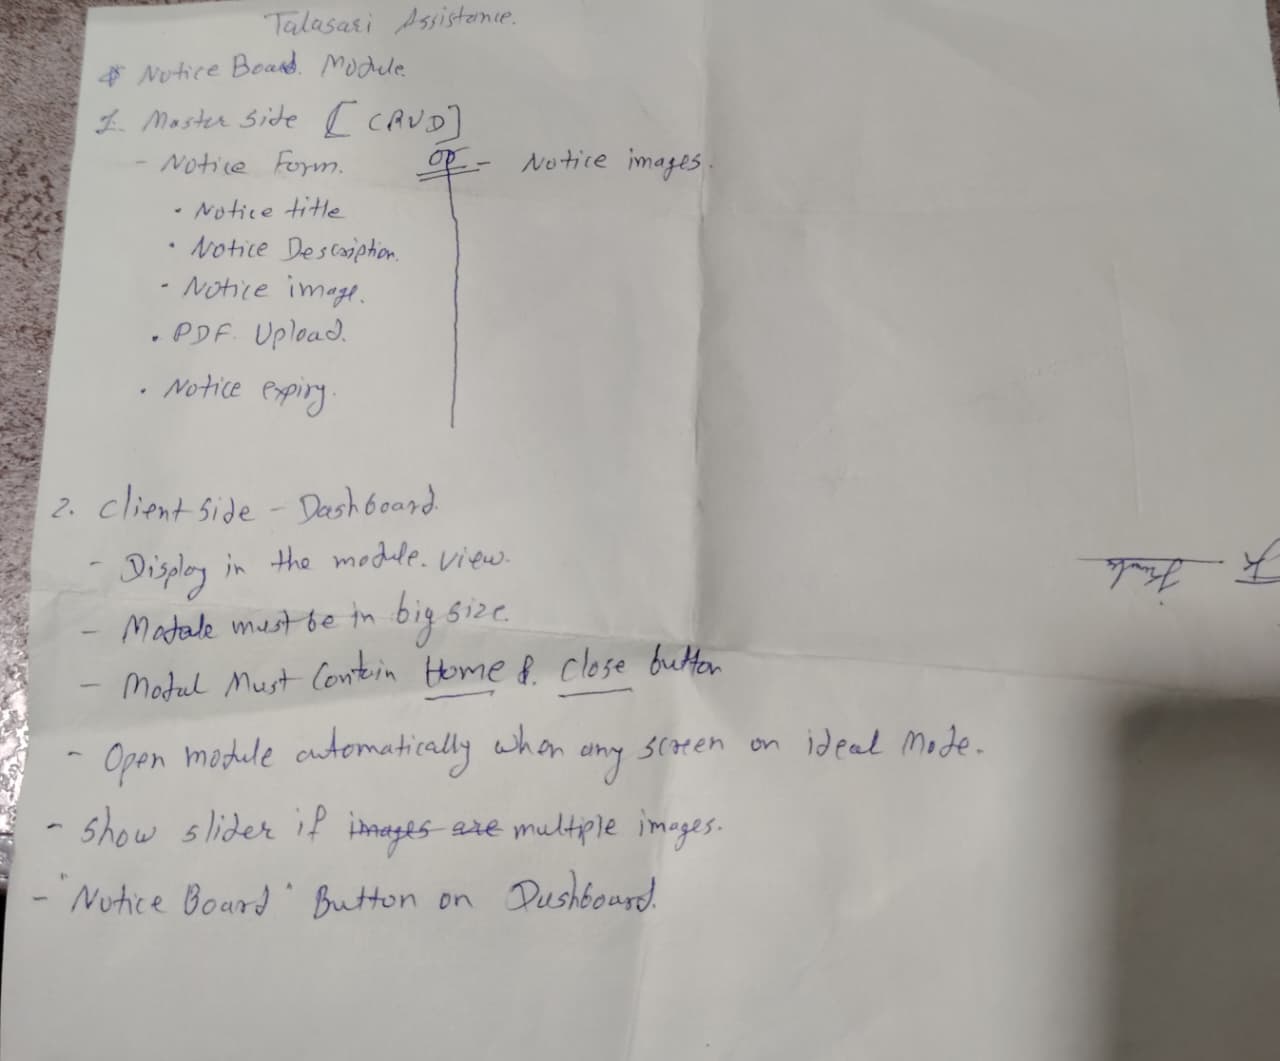 Talasari Assistance.
* Notice Board. Module.
1. Master Side [CRUD]
- Notice Form.
OR - Notice images.
• Notice title
• Notice Description.
- Notice image.
• PDF. Upload.
• Notice expiry.
2. Client Side - Dashboard.
- Display in the module. view.
- Modale must be in big size.
- Modal Must Contain Home & Close button
- Open module automatically when any screen on ideal Mode.
- Show slider if images are multiple images.
- "Notice Board" Button on Dashboard.